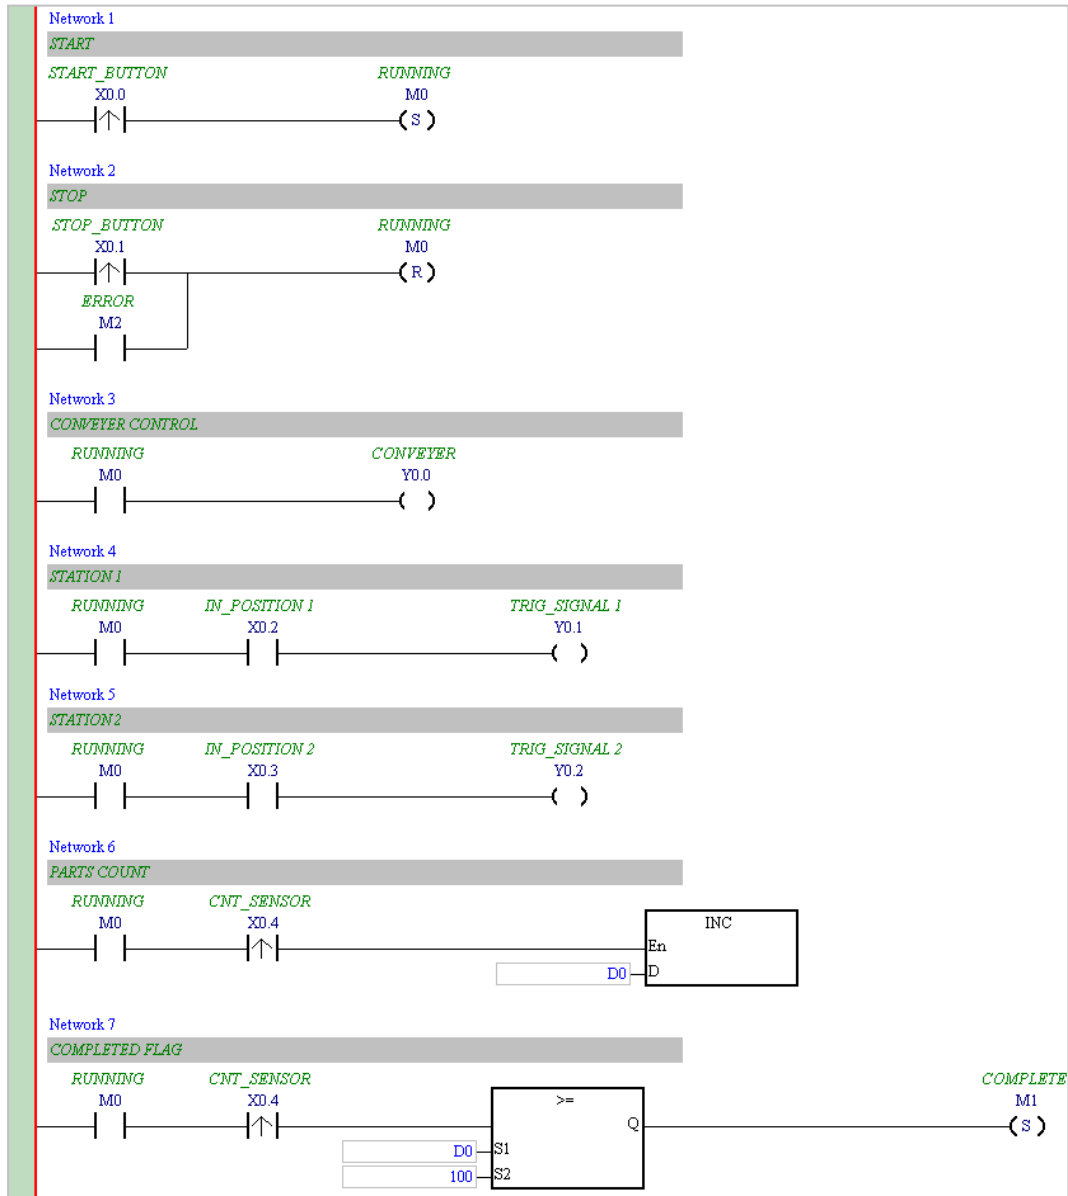 Network 1
START
START_BUTTON RUNNING
X0.0 M0
S
Network 2
STOP
STOP_BUTTON RUNNING
X0.1 M0
R
ERROR
M2
Network 3
CONVEYER CONTROL
RUNNING CONVEYER
M0 Y0.0
Network 4
STATION 1
RUNNING IN_POSITION 1 TRIG_SIGNAL 1
M0 X0.2 Y0.1
Network 5
STATION2
RUNNING IN_POSITION 2 TRIG_SIGNAL 2
M0 X0.3 Y0.2
Network 6
PARTS COUNT
RUNNING CNT_SENSOR
M0 X0.4 INC
En
D0 D
Network 7
COMPLETED FLAG
RUNNING CNT_SENSOR COMPLETE
M0 X0.4 >= M1
Q S
D0 S1
100 S2